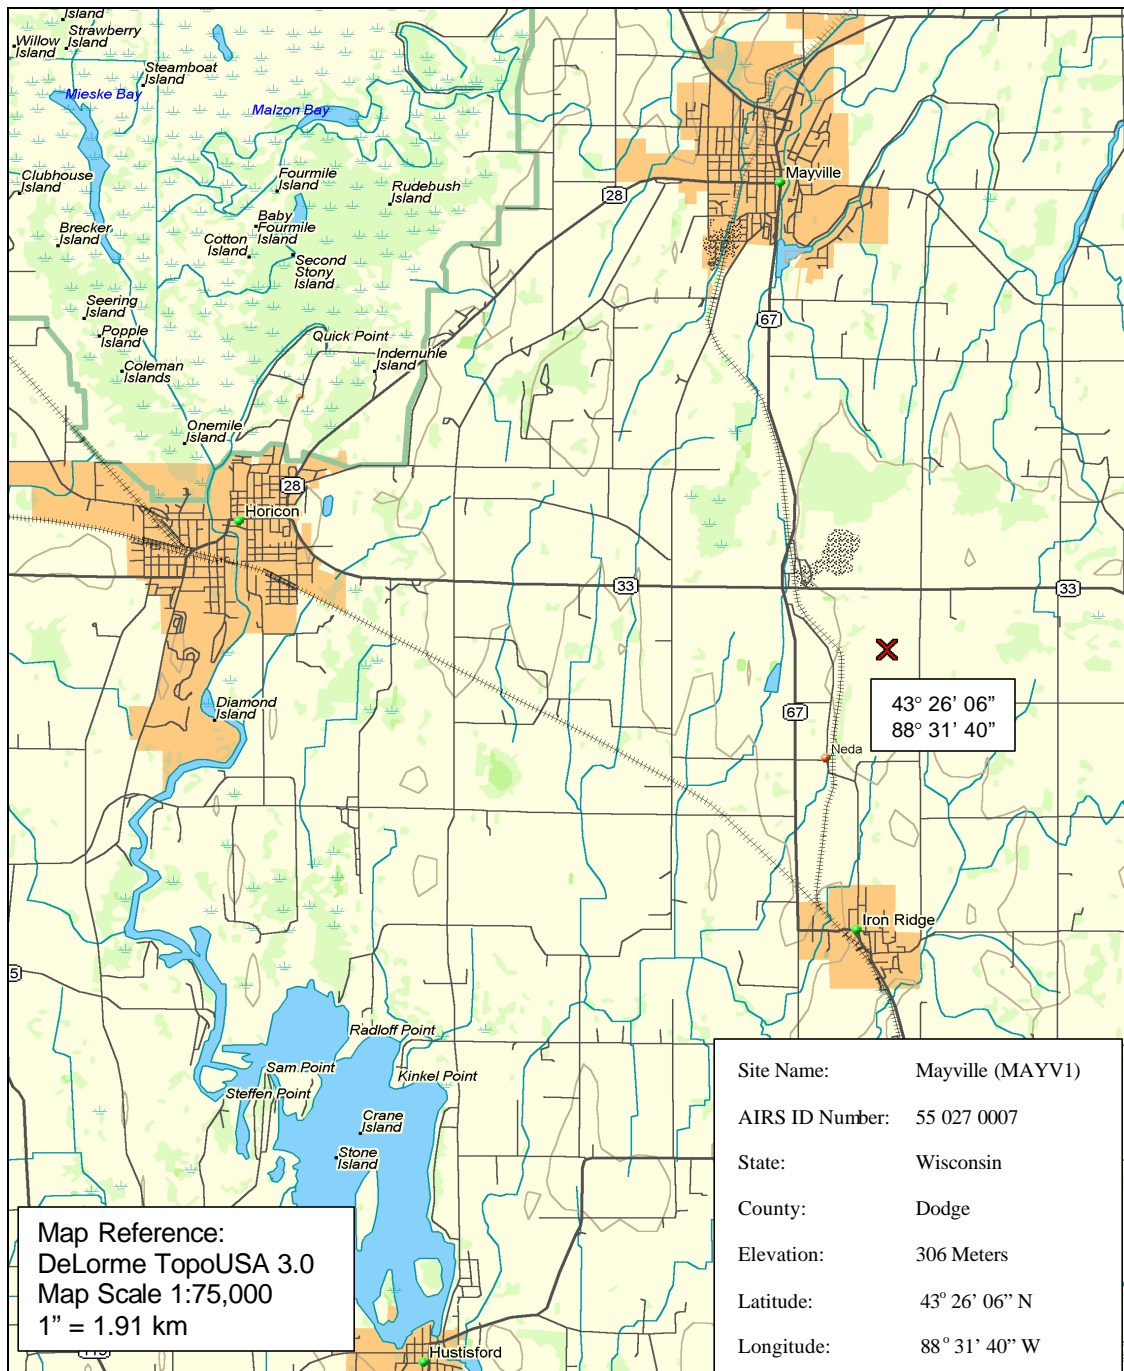 Island
Strawberry
Island
Willow
Island
Steamboat
Island
Mieske Bay
Malzon Bay
Mayville
Clubhouse
Island
Fourmile
Island
Rudebush
Island
28
Baby
Fourmile
Island
Brecker
Island
Cotton
Island
Second
Stony
Island
Seering
Island
67
Popple
Island
Quick Point
Indernuhle
Island
Coleman
Islands
Onemile
Island
28
Horicon
33
33
Diamond
Island
43° 26' 06”
88° 31' 40”
67
Neda
Iron Ridge
5
Radloff Point
Sam Point
Kinkel Point
Steffen Point
Crane
Island
Stone
Island
Hustisford
Map Reference:
DeLorme TopoUSA 3.0
Map Scale 1:75,000
1” = 1.91 km
Site Name: Mayville (MAYV1)
AIRS ID Number: 55 027 0007
State: Wisconsin
County: Dodge
Elevation: 306 Meters
Latitude: 43° 26' 06” N
Longitude: 88° 31' 40” W